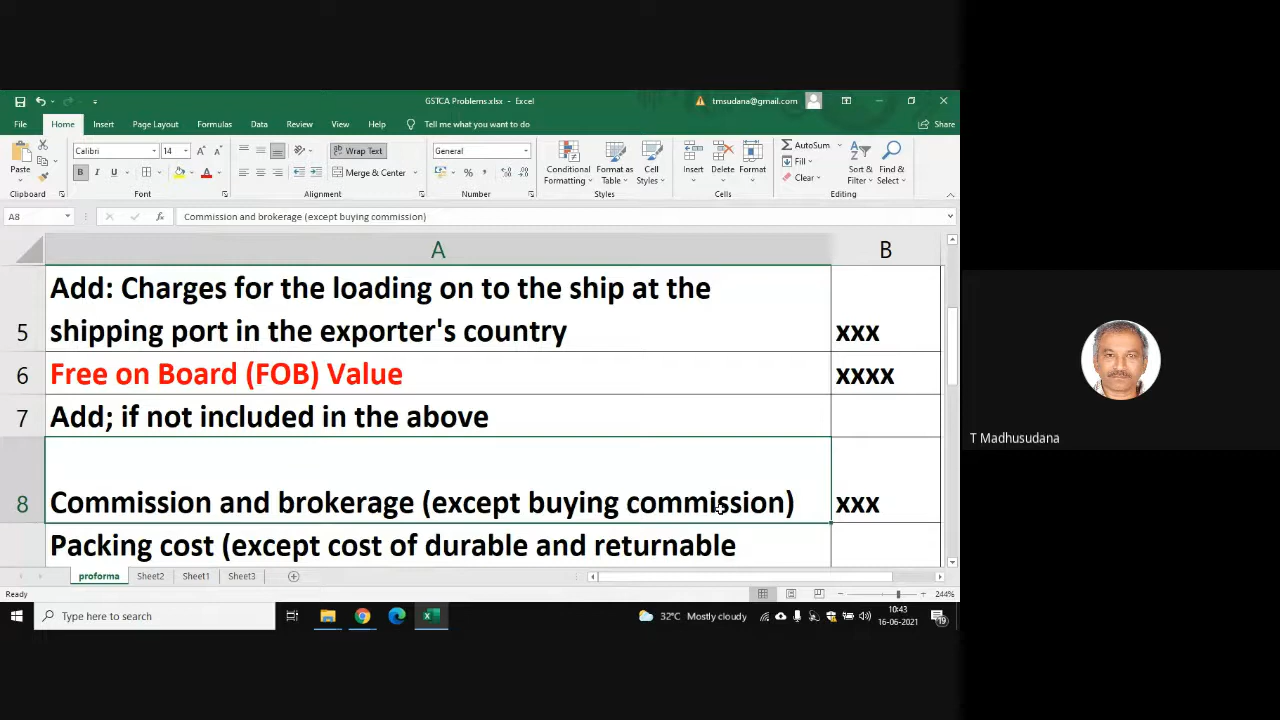 GSTCA Problems.xlsx - Excel
tmsudana@gmail.com
File Home Insert Page Layout Formulas Data Review View Help Tell me what you want to do Share
Paste
Calibri 14
Wrap Text
General
Merge & Center
B I U
Conditional Formatting
Format as Table
Cell Styles
Insert Delete Format
AutoSum
Fill
Clear
Sort & Filter
Find & Select
Clipboard Font Alignment Number Styles Cells Editing
A8 fx Commission and brokerage (except buying commission)
A B
Add: Charges for the loading on to the ship at the
5 shipping port in the exporter's country xxx
6 Free on Board (FOB) Value xxxx
7 Add; if not included in the above
8 Commission and brokerage (except buying commission) xxx
Packing cost (except cost of durable and returnable
proforma Sheet2 Sheet1 Sheet3
Ready 244%
Type here to search
32°C Mostly cloudy
10:43
16-06-2021
19
T Madhusudana